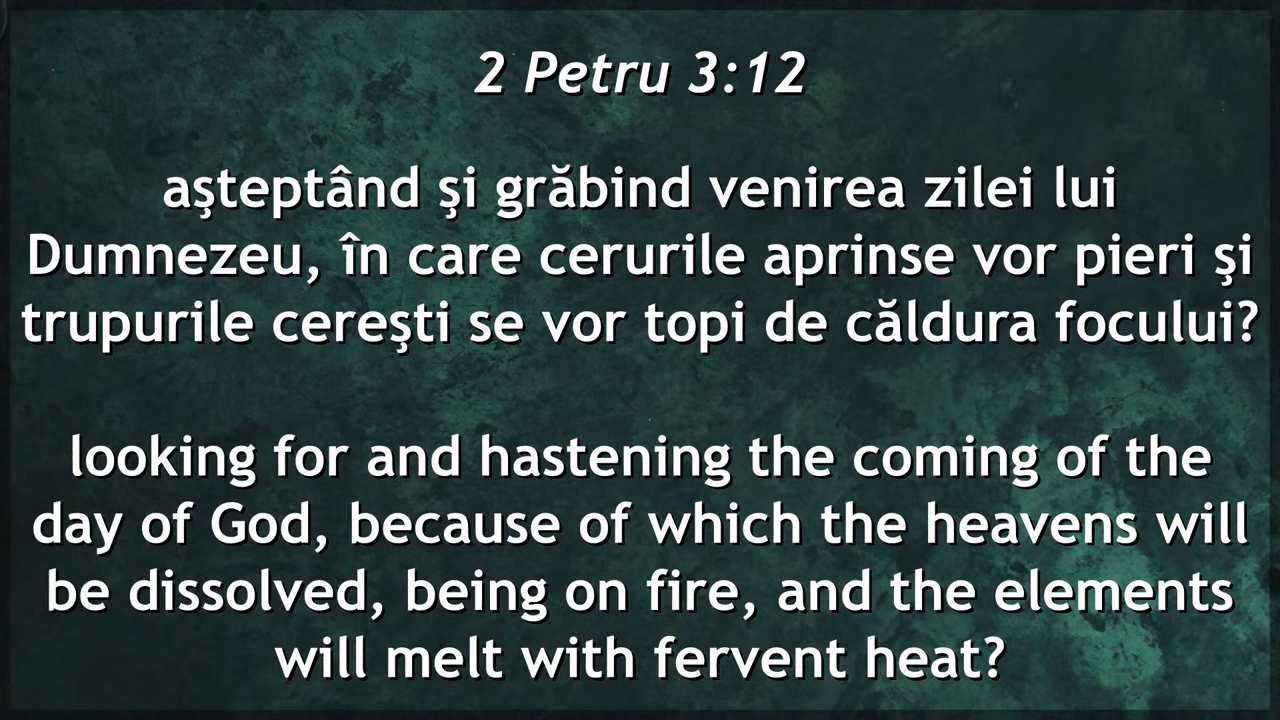 2 Petru 3:12
aşteptând şi grăbind venirea zilei lui
Dumnezeu, în care cerurile aprinse vor pieri şi
trupurile cereşti se vor topi de căldura focului?
looking for and hastening the coming of the
day of God, because of which the heavens will
be dissolved, being on fire, and the elements
will melt with fervent heat?